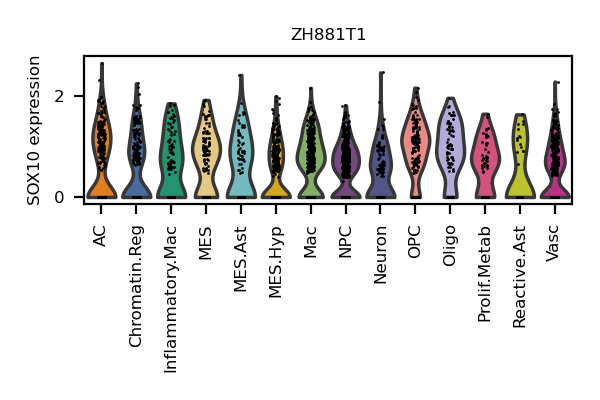 ZH881T1
SOX10 expression
2
0
AC
Chromatin.Reg
Inflammatory.Mac
MES
MES.Ast
MES.Hyp
Mac
NPC
Neuron
OPC
Oligo
Prolif.Metab
Reactive.Ast
Vasc